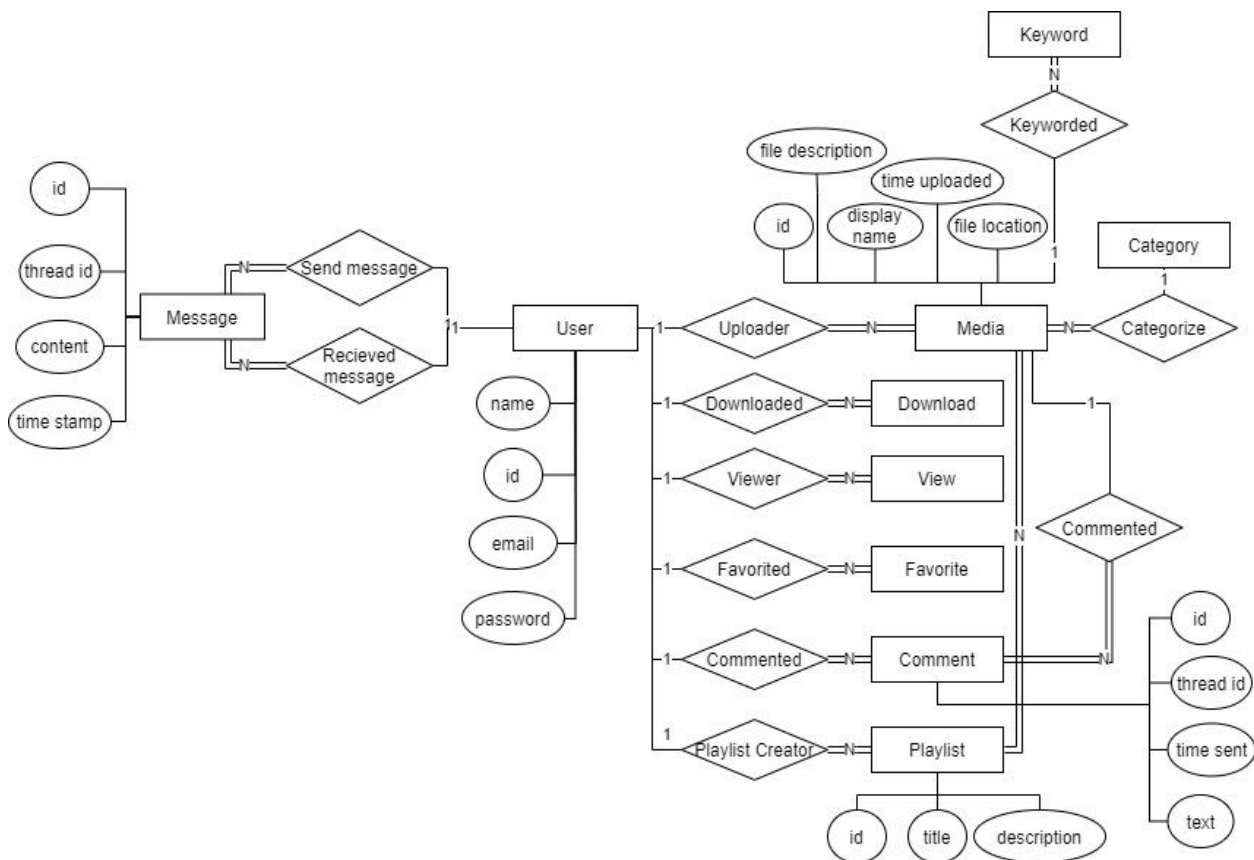 Keyword
N
Keyworded
file description
time uploaded
id
display
name
file location
1
Category
1
Categorize
N
id
thread id
content
time stamp
Message
N
Send message
N
Recieved
message
1
1
User
name
id
email
password
1
Uploader
N
Media
1
Downloaded
N
Download
1
Viewer
N
View
1
Favorited
N
Favorite
1
Commented
N
Comment
1
Playlist Creator
N
Playlist
N
1
Commented
N
id
thread id
time sent
text
id
title
description